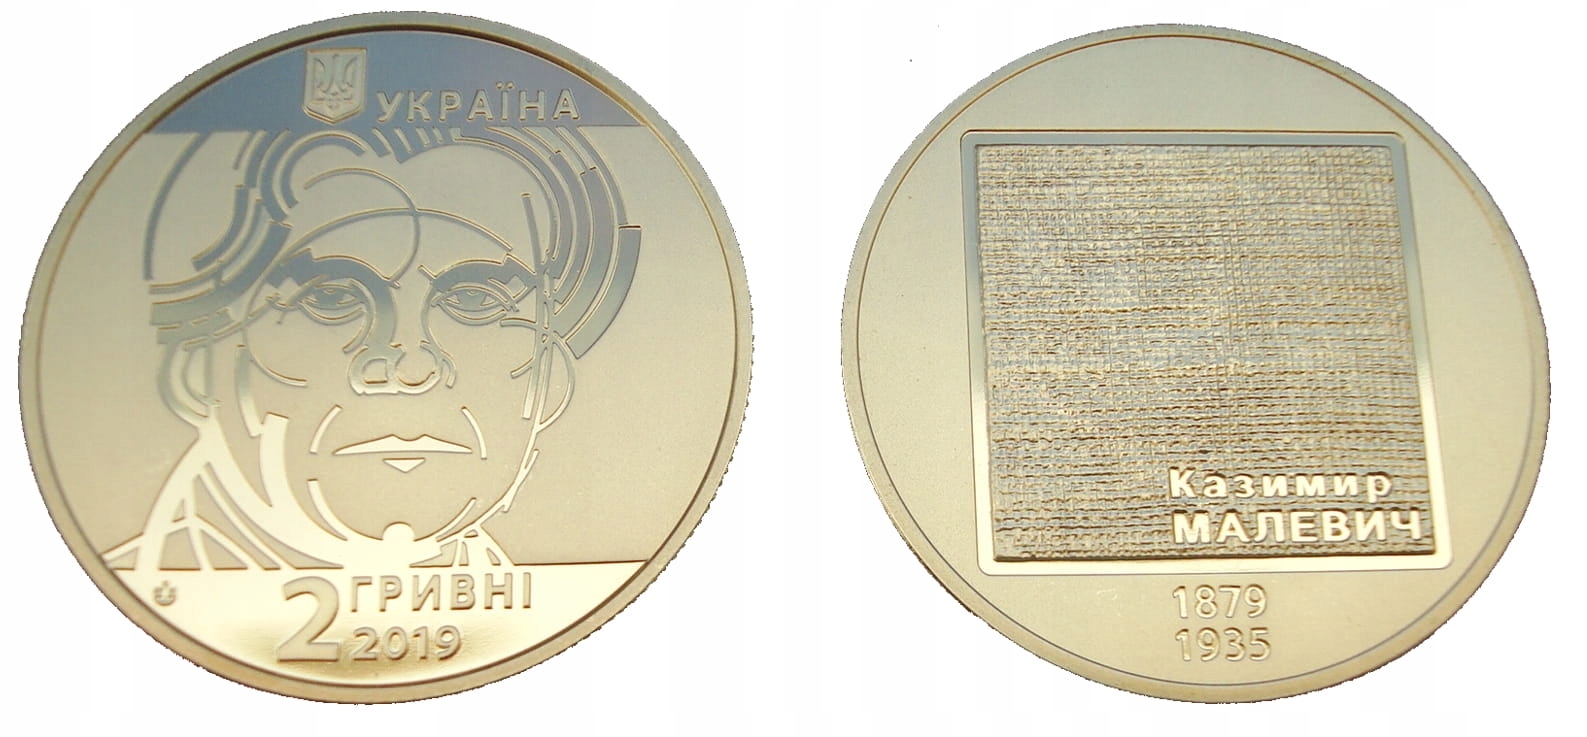 УКРАЇНА
2 ГРИВНІ
2019
Казимир
МАЛЕВИЧ
1879
1935